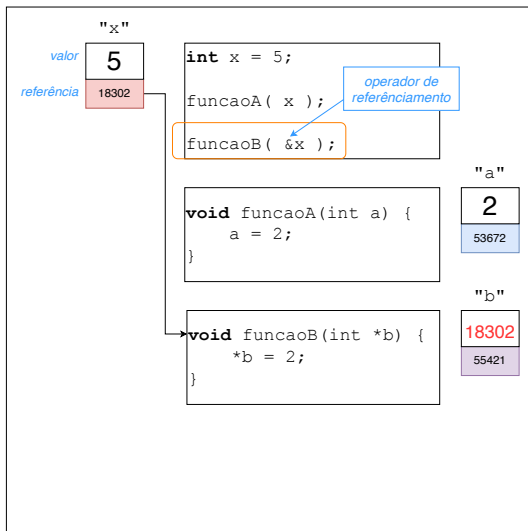 "x"
valor 5
referência 18302
int x = 5;
operador de
referênciamento
funcaoA( x );
funcaoB( &x );
"a"
void funcaoA(int a) {
a = 2;
}
2
53672
"b"
void funcaoB(int *b) {
*b = 2;
}
18302
55421